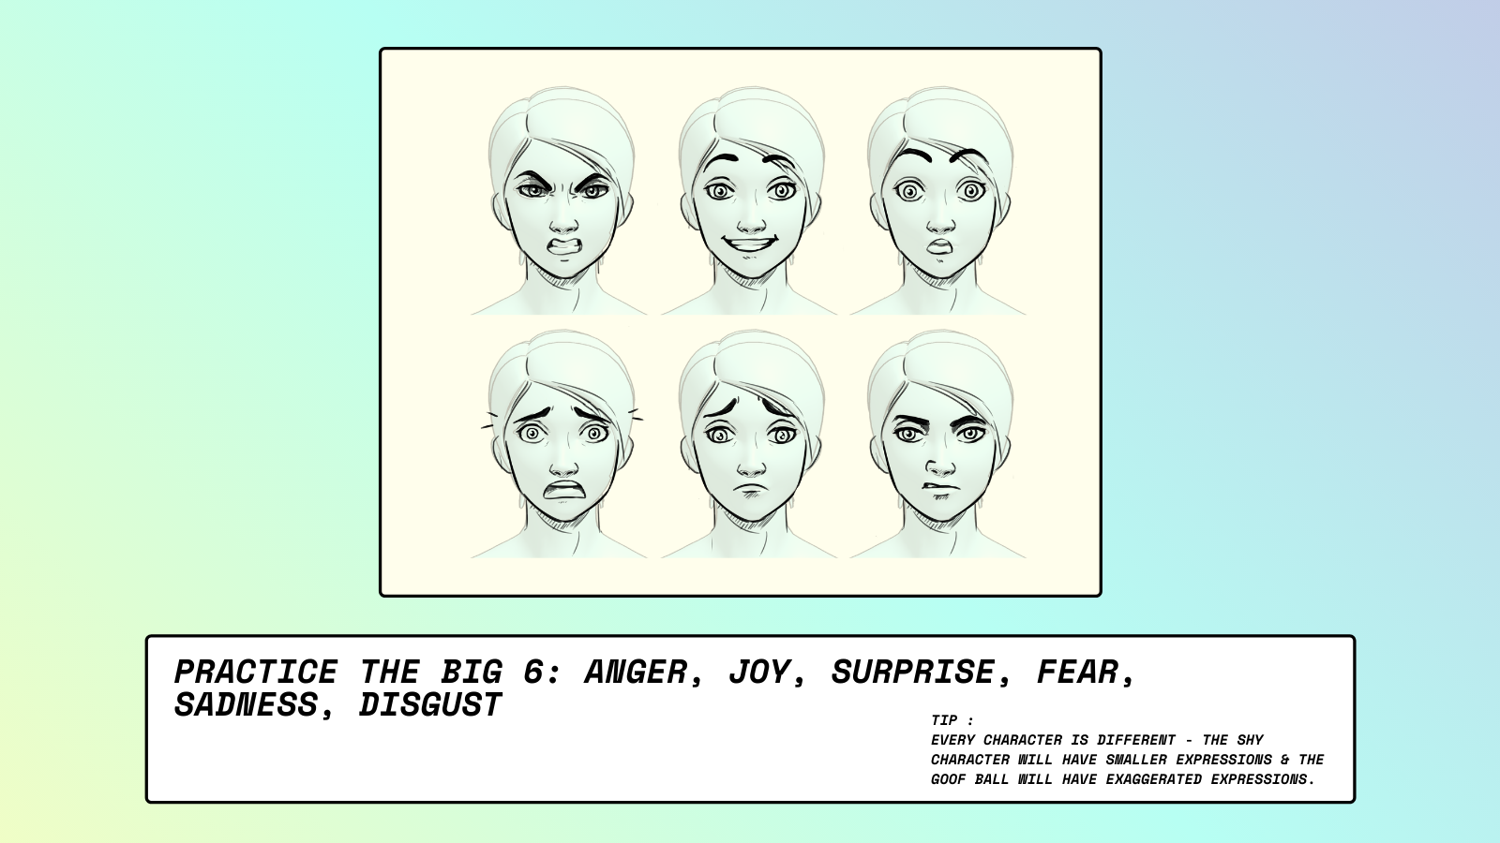 PRACTICE THE BIG 6: ANGER, JOY, SURPRISE, FEAR,
SADNESS, DISGUST
TIP :
EVERY CHARACTER IS DIFFERENT - THE SHY
CHARACTER WILL HAVE SMALLER EXPRESSIONS & THE
GOOF BALL WILL HAVE EXAGGERATED EXPRESSIONS.